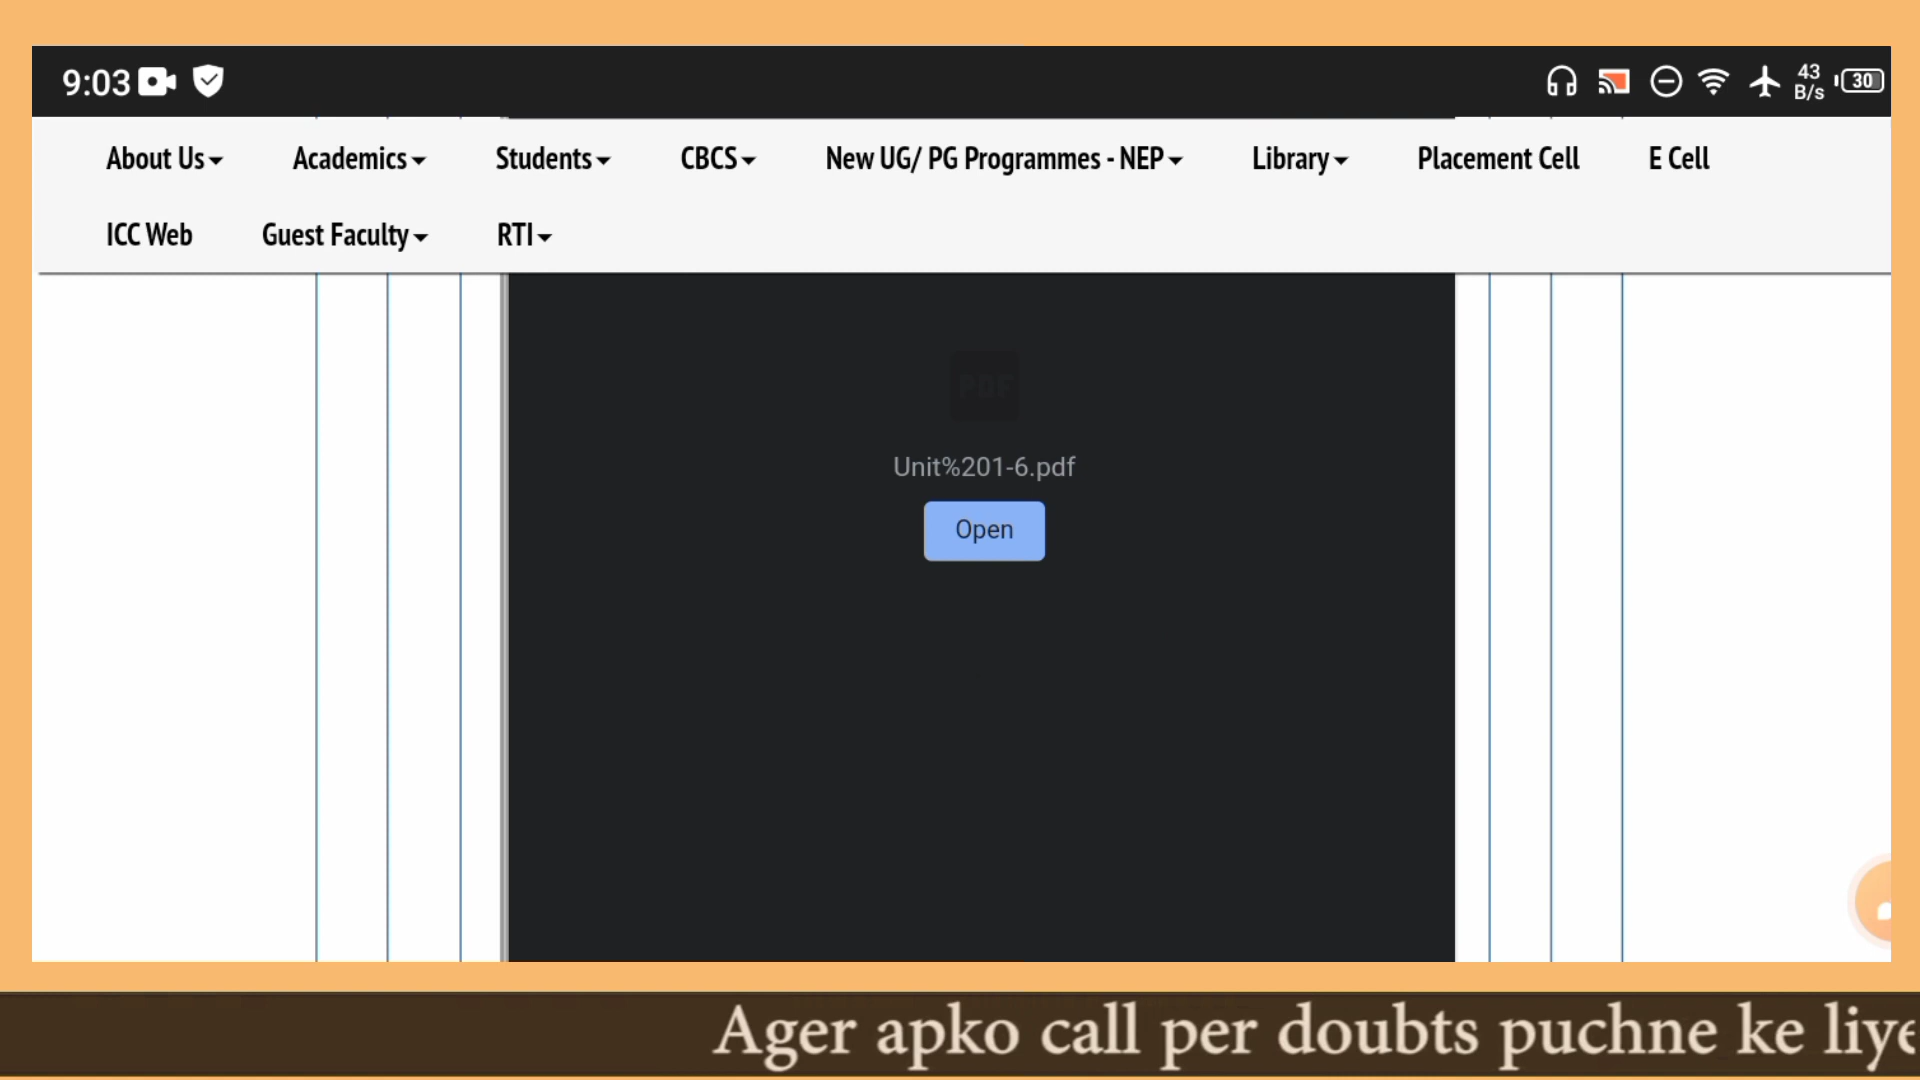 9:03
43
B/s
30
About Us Academics Students CBCS New UG/ PG Programmes - NEP Library Placement Cell E Cell
ICC Web Guest Faculty RTI
PDF
Unit%201-6.pdf
Open
Ager apko call per doubts puchne ke liye